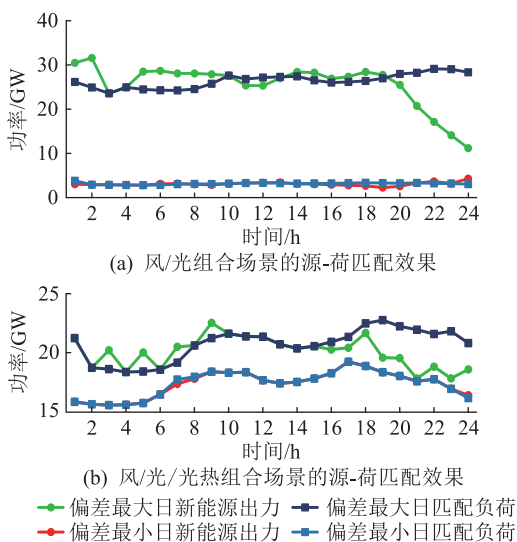 40
30
20
10
0
功率/GW
2 4 6 8 10 12 14 16 18 20 22 24
时间/h
(a) 风/光组合场景的源-荷匹配效果
25
20
15
功率/GW
2 4 6 8 10 12 14 16 18 20 22 24
时间/h
(b) 风/光/光热组合场景的源-荷匹配效果
偏差最大日新能源出力 偏差最大日匹配负荷
偏差最小日新能源出力 偏差最小日匹配负荷